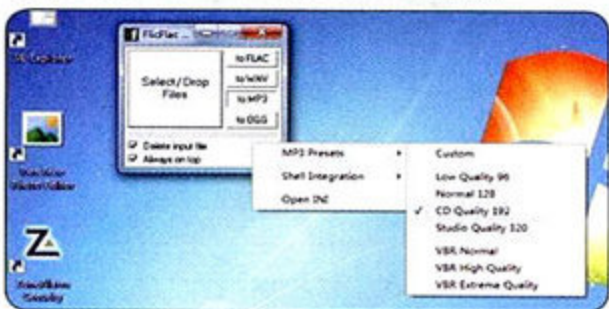 FlicFlac ...
Select/Drop
Files
to FLAC
to WAV
to MP3
to OGG
Delete input file
Always on top
MP3 Presets
Shell Integration
Open INI
Custom
Low Quality 96
Normal 128
✓ CD Quality 192
Studio Quality 320
VBR Normal
VBR High Quality
VBR Extreme Quality